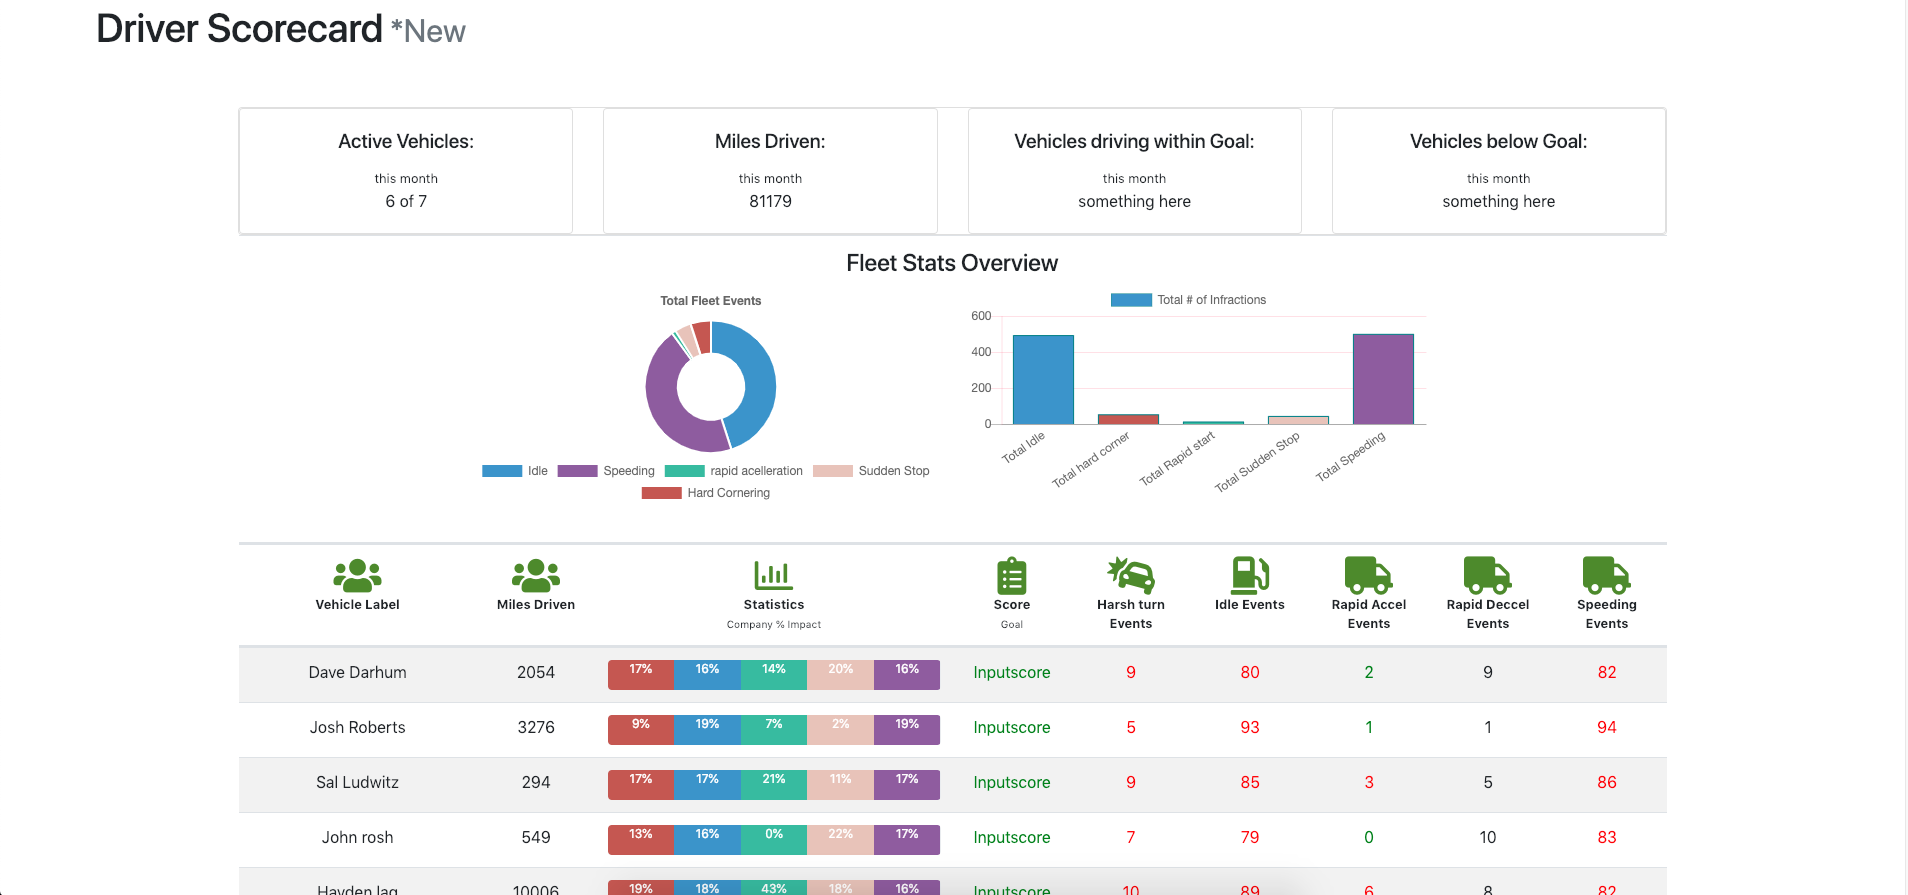 Driver Scorecard *New
Active Vehicles:
this month
6 of 7
Miles Driven:
this month
81179
Vehicles driving within Goal:
this month
something here
Vehicles below Goal:
this month
something here
Fleet Stats Overview
Total Fleet Events
Idle Speeding rapid acelleration Sudden Stop
Hard Cornering
Total # of Infractions
600
400
200
0
Total Idle
Total hard corner
Total Rapid start
Total Sudden Stop
Total Speeding
Vehicle Label
Miles Driven
Statistics
Company % Impact
Score
Goal
Harsh turn
Events
Idle Events
Rapid Accel
Events
Rapid Deccel
Events
Speeding
Events
Dave Darhum 2054 17% 16% 14% 20% 16% Inputscore 9 80 2 9 82
Josh Roberts 3276 9% 19% 7% 2% 19% Inputscore 5 93 1 1 94
Sal Ludwitz 294 17% 17% 21% 11% 17% Inputscore 9 85 3 5 86
John rosh 549 13% 16% 0% 22% 17% Inputscore 7 79 0 10 83
Hayden lag 10006 19% 18% 43% 18% 16% Inputscore 10 89 6 8 82